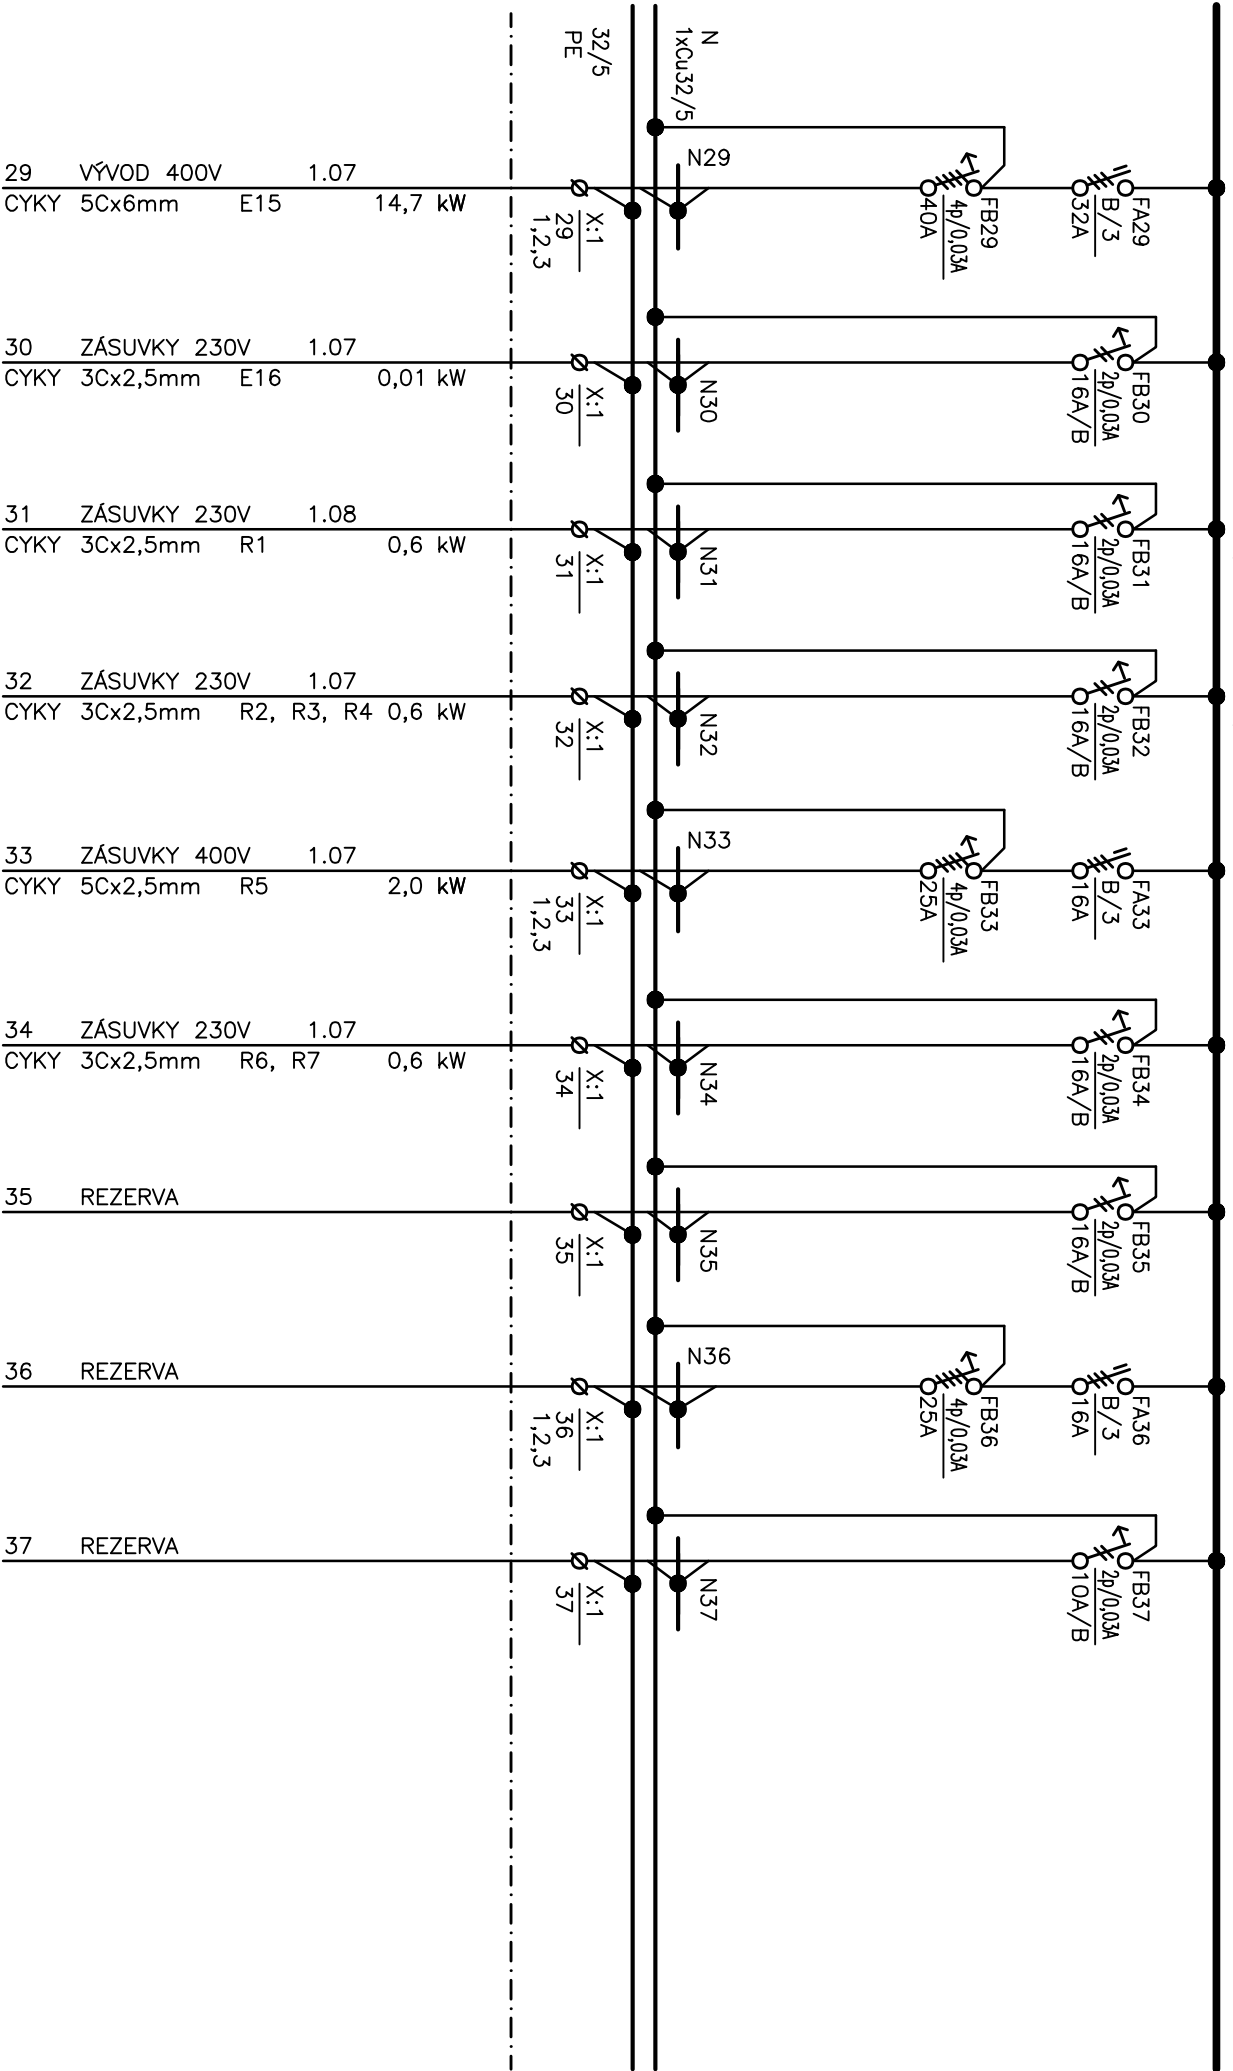 32/5
PE
N
1xCu32/5
29 VÝVOD 400V 1.07
CYKY 5Cx6mm E15 14,7 kW
X:1
29
1,2,3
N29
FB29
4p/0,03A
40A
FA29
B/3
32A
30 ZÁSUVKY 230V 1.07
CYKY 3Cx2,5mm E16 0,01 kW
X:1
30
N30
FB30
2p/0,03A
16A/B
31 ZÁSUVKY 230V 1.08
CYKY 3Cx2,5mm R1 0,6 kW
X:1
31
N31
FB31
2p/0,03A
16A/B
32 ZÁSUVKY 230V 1.07
CYKY 3Cx2,5mm R2, R3, R4 0,6 kW
X:1
32
N32
FB32
2p/0,03A
16A/B
33 ZÁSUVKY 400V 1.07
CYKY 5Cx2,5mm R5 2,0 kW
X:1
33
1,2,3
N33
FB33
4p/0,03A
25A
FA33
B/3
16A
34 ZÁSUVKY 230V 1.07
CYKY 3Cx2,5mm R6, R7 0,6 kW
X:1
34
N34
FB34
2p/0,03A
16A/B
35 REZERVA
X:1
35
N35
FB35
2p/0,03A
16A/B
36 REZERVA
X:1
36
1,2,3
N36
FB36
4p/0,03A
25A
FA36
B/3
16A
37 REZERVA
X:1
37
N37
FB37
2p/0,03A
10A/B